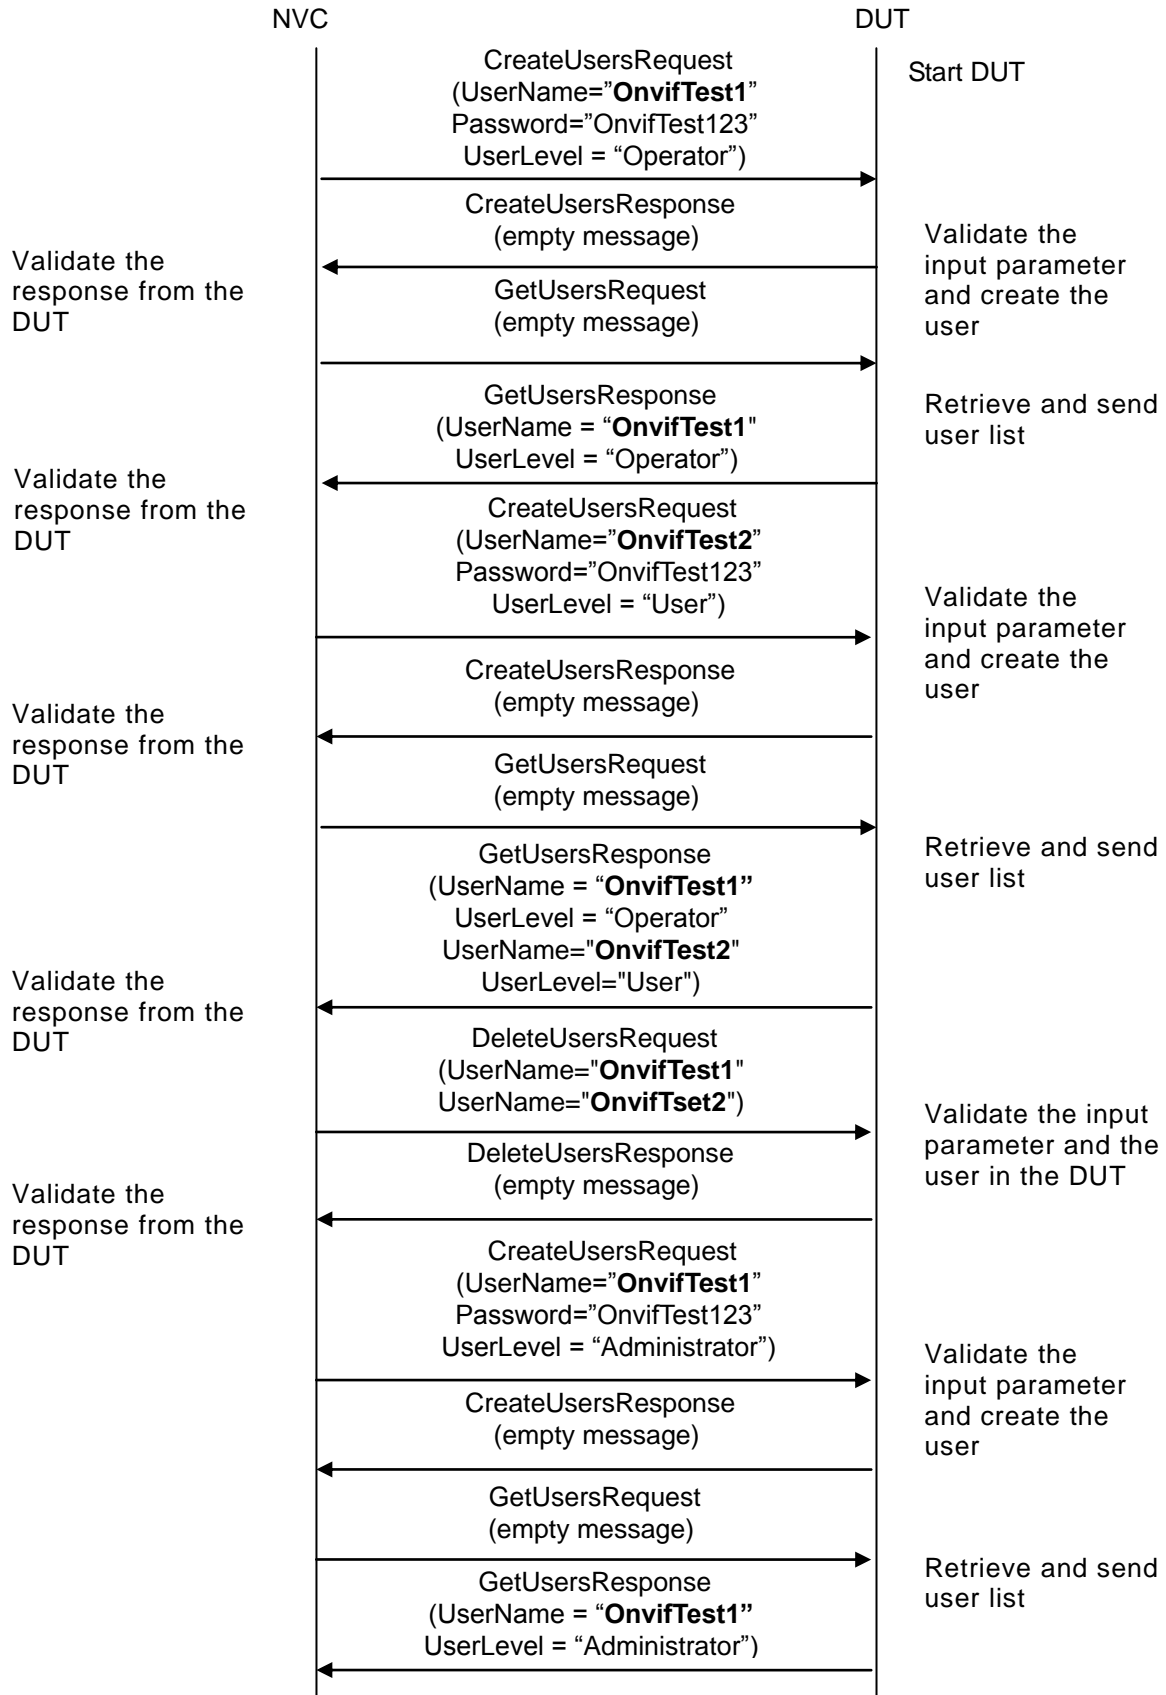 NVC
DUT
CreateUsersRequest
(UserName=”OnvifTest1”
Password=”OnvifTest123”
UserLevel = “Operator”)
Start DUT
CreateUsersResponse
(empty message)
Validate the
input parameter
and create the
user
Validate the
response from the
DUT
GetUsersRequest
(empty message)
GetUsersResponse
(UserName = “OnvifTest1"
UserLevel = “Operator”)
Retrieve and send
user list
Validate the
response from the
DUT
CreateUsersRequest
(UserName=”OnvifTest2”
Password=”OnvifTest123”
UserLevel = “User”)
Validate the
input parameter
and create the
user
CreateUsersResponse
(empty message)
Validate the
response from the
DUT
GetUsersRequest
(empty message)
Retrieve and send
user list
GetUsersResponse
(UserName = “OnvifTest1”
UserLevel = “Operator”
UserName="OnvifTest2"
UserLevel="User")
Validate the
response from the
DUT
DeleteUsersRequest
(UserName="OnvifTest1"
UserName="OnvifTset2")
Validate the input
parameter and the
user in the DUT
DeleteUsersResponse
(empty message)
Validate the
response from the
DUT
CreateUsersRequest
(UserName=”OnvifTest1”
Password=”OnvifTest123”
UserLevel = “Administrator”)
Validate the
input parameter
and create the
user
CreateUsersResponse
(empty message)
GetUsersRequest
(empty message)
Retrieve and send
user list
GetUsersResponse
(UserName = “OnvifTest1”
UserLevel = “Administrator”)